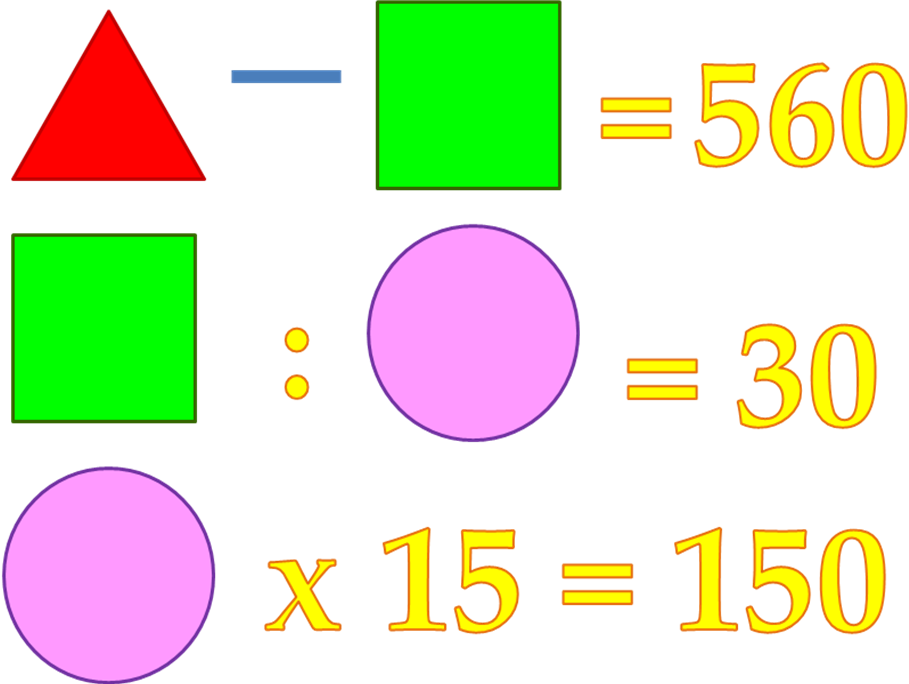 = 560
: = 30
x 15 = 150